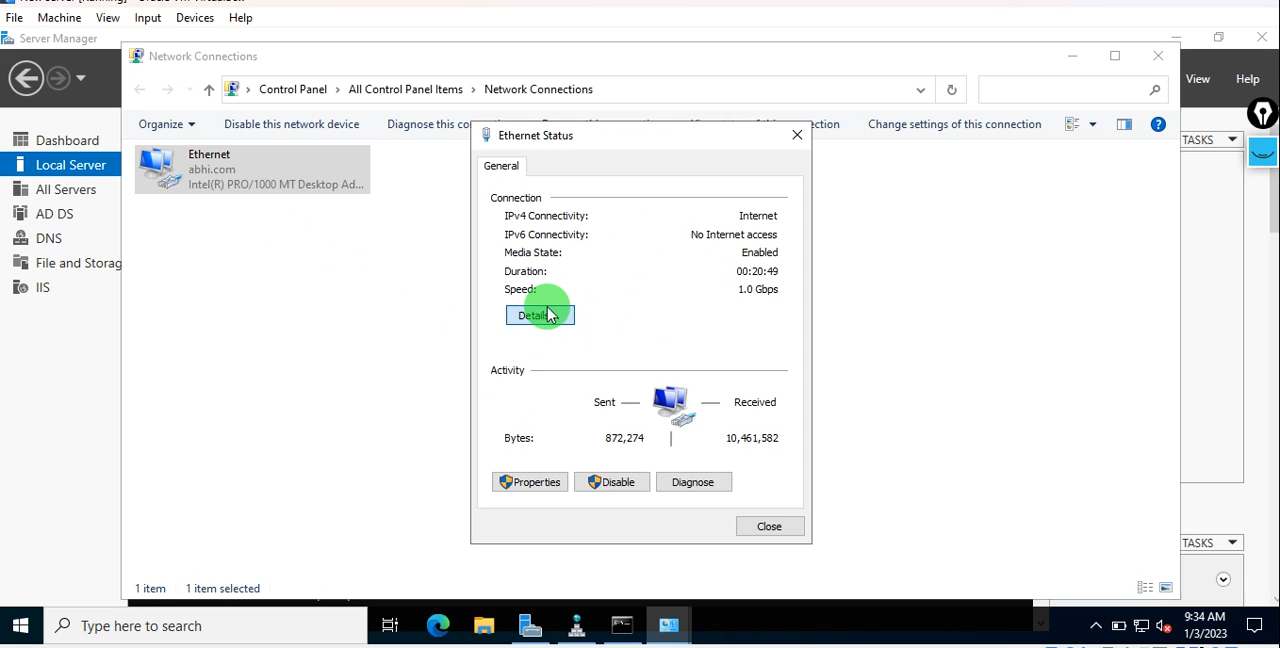 File Machine View Input Devices Help
Server Manager
Network Connections
Control Panel › All Control Panel Items › Network Connections
View Help
Organize Disable this network device Diagnose this Change settings of this connection
Ethernet Status
General
TASKS
Dashboard
Local Server
All Servers
AD DS
DNS
File and Storag
IIS
Ethernet
abhi.com
Intel(R) PRO/1000 MT Desktop Ad...
Connection
IPv4 Connectivity: Internet
IPv6 Connectivity: No Internet access
Media State: Enabled
Duration: 00:20:49
Speed: 1.0 Gbps
Details
Activity
Sent — — Received
Bytes: 872,274 | 10,461,582
Properties Disable Diagnose
Close
TASKS
1 item 1 item selected
Type here to search
9:34 AM
1/3/2023